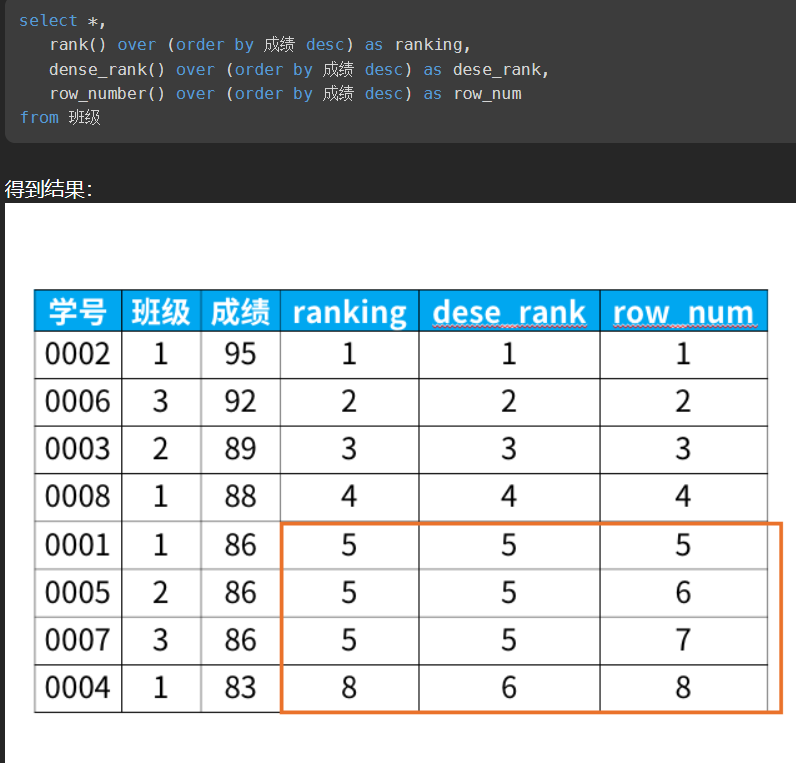 select *,
rank() over (order by 成绩 desc) as ranking,
dense_rank() over (order by 成绩 desc) as dese_rank,
row_number() over (order by 成绩 desc) as row_num
from 班级
得到结果：
学号 班级 成绩 ranking dese_rank row_num
0002 1 95 1 1 1
0006 3 92 2 2 2
0003 2 89 3 3 3
0008 1 88 4 4 4
0001 1 86 5 5 5
0005 2 86 5 5 6
0007 3 86 5 5 7
0004 1 83 8 6 8